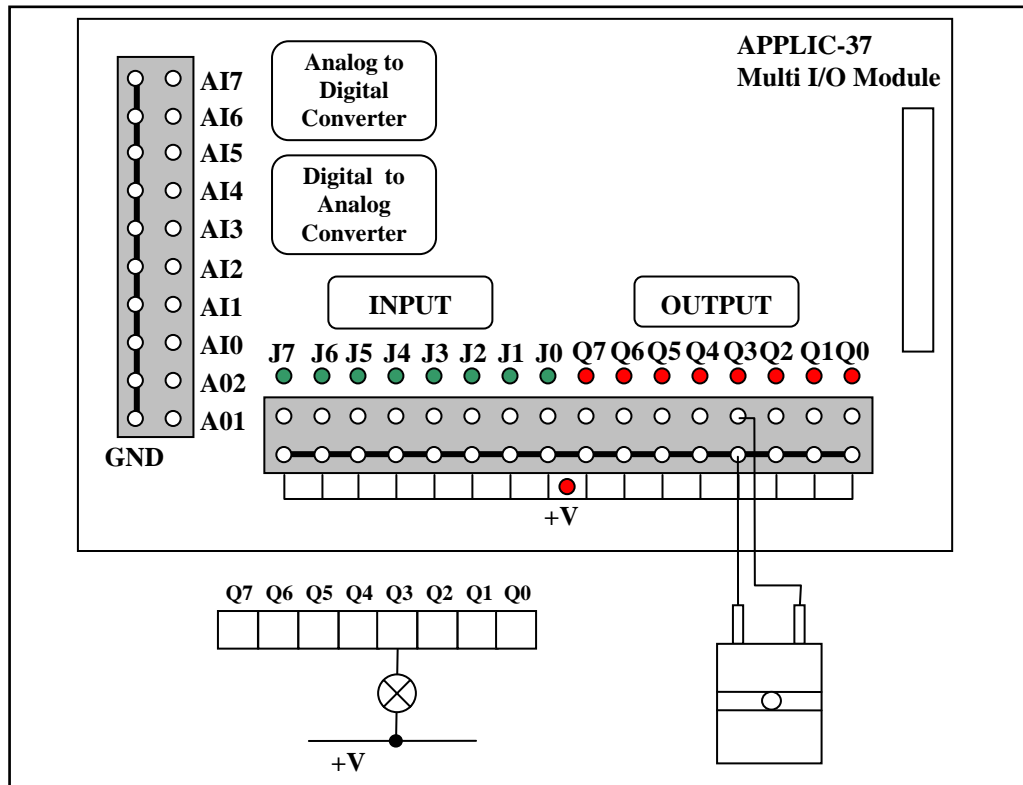 APPLIC-37
Multi I/O Module
Analog to
Digital
Converter
Digital to
Analog
Converter
AI7
AI6
AI5
AI4
AI3
AI2
AI1
AI0
A02
A01
GND
INPUT
OUTPUT
J7 J6 J5 J4 J3 J2 J1 J0 Q7 Q6 Q5 Q4 Q3 Q2 Q1 Q0
+V
Q7 Q6 Q5 Q4 Q3 Q2 Q1 Q0
+V